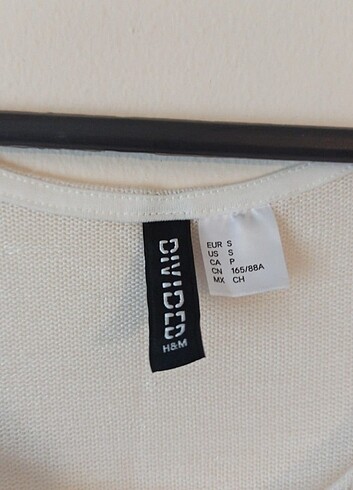 DIVIDED
H&M
EUR S
US S
CA P
CN 165/88A
MX CH